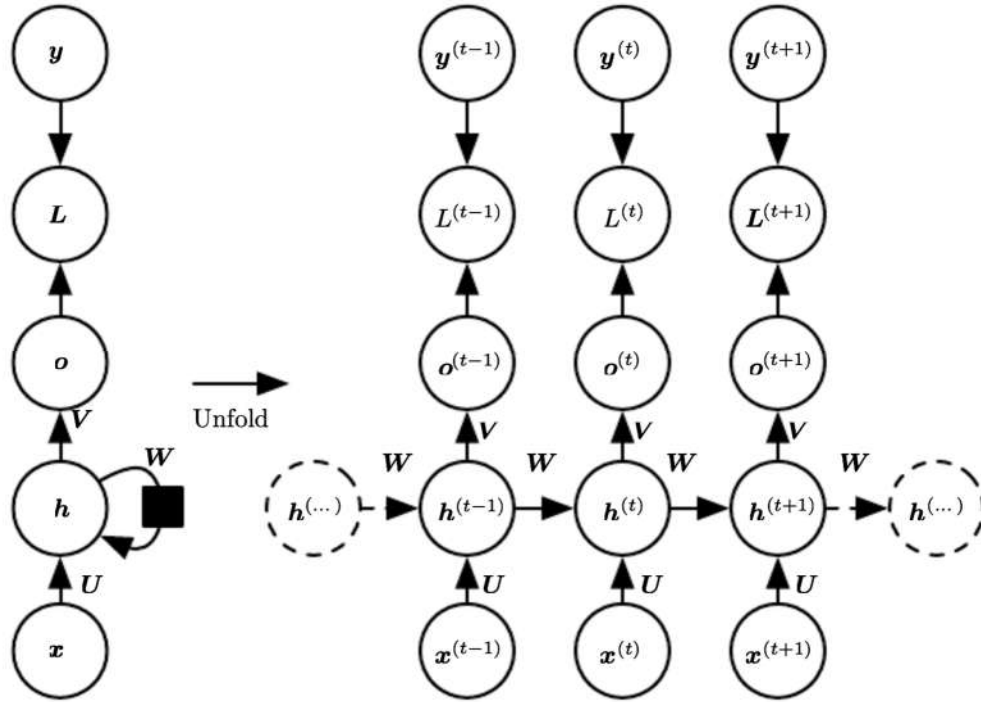 y y^(t−1) y^(t) y^(t+1)
L L^(t−1) L^(t) L^(t+1)
o o^(t−1) o^(t) o^(t+1)
Unfold
V V V V
W W W W W
h h^(...) h^(t−1) h^(t) h^(t+1) h^(...)
U U U U
x x^(t−1) x^(t) x^(t+1)